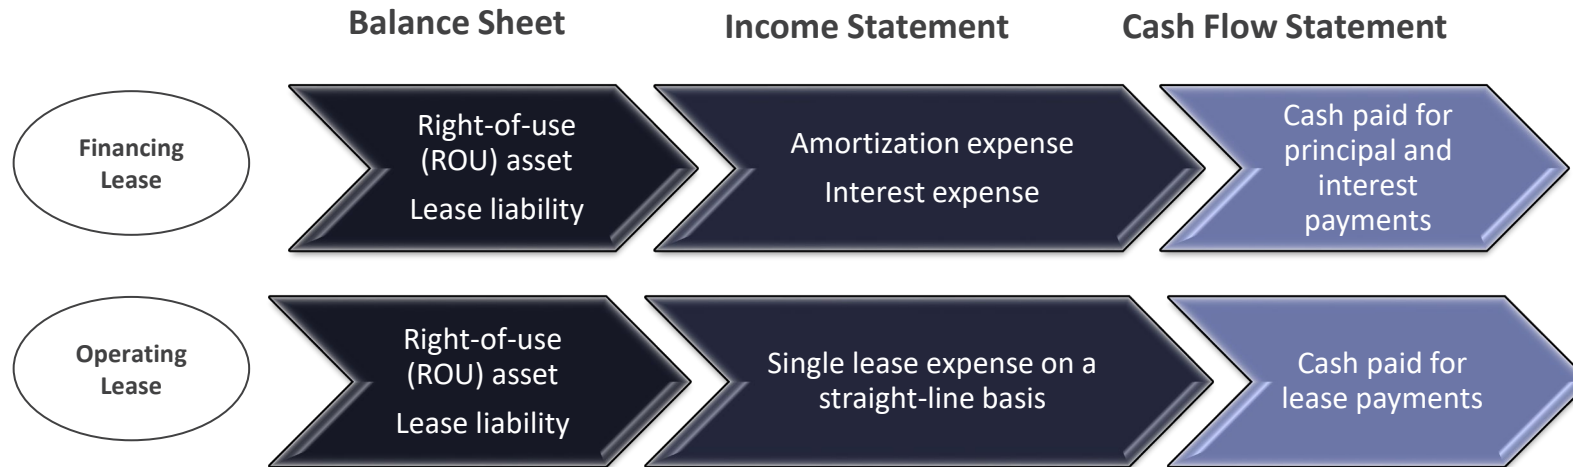 Balance Sheet
Income Statement
Cash Flow Statement
Financing
Lease
Right-of-use
(ROU) asset
Lease liability
Amortization expense
Interest expense
Cash paid for
principal and
interest
payments
Operating
Lease
Right-of-use
(ROU) asset
Lease liability
Single lease expense on a
straight-line basis
Cash paid for
lease payments